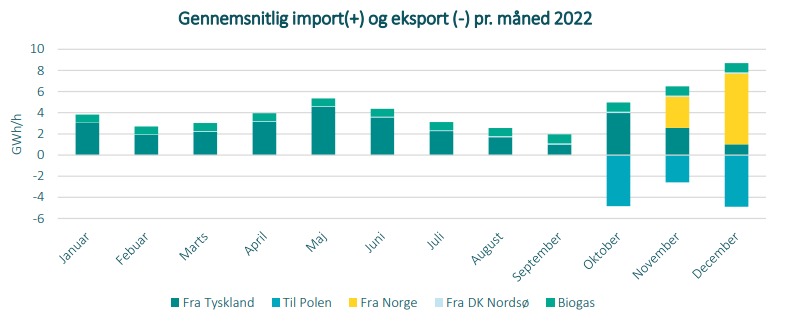 Gennemsnitlig import(+) og eksport (-) pr. måned 2022
GWh/h
10
8
6
4
2
0
-2
-4
-6
Januar
Febuar
Marts
April
Maj
Juni
Juli
August
September
Oktober
November
December
Fra Tyskland
Til Polen
Fra Norge
Fra DK Nordsø
Biogas